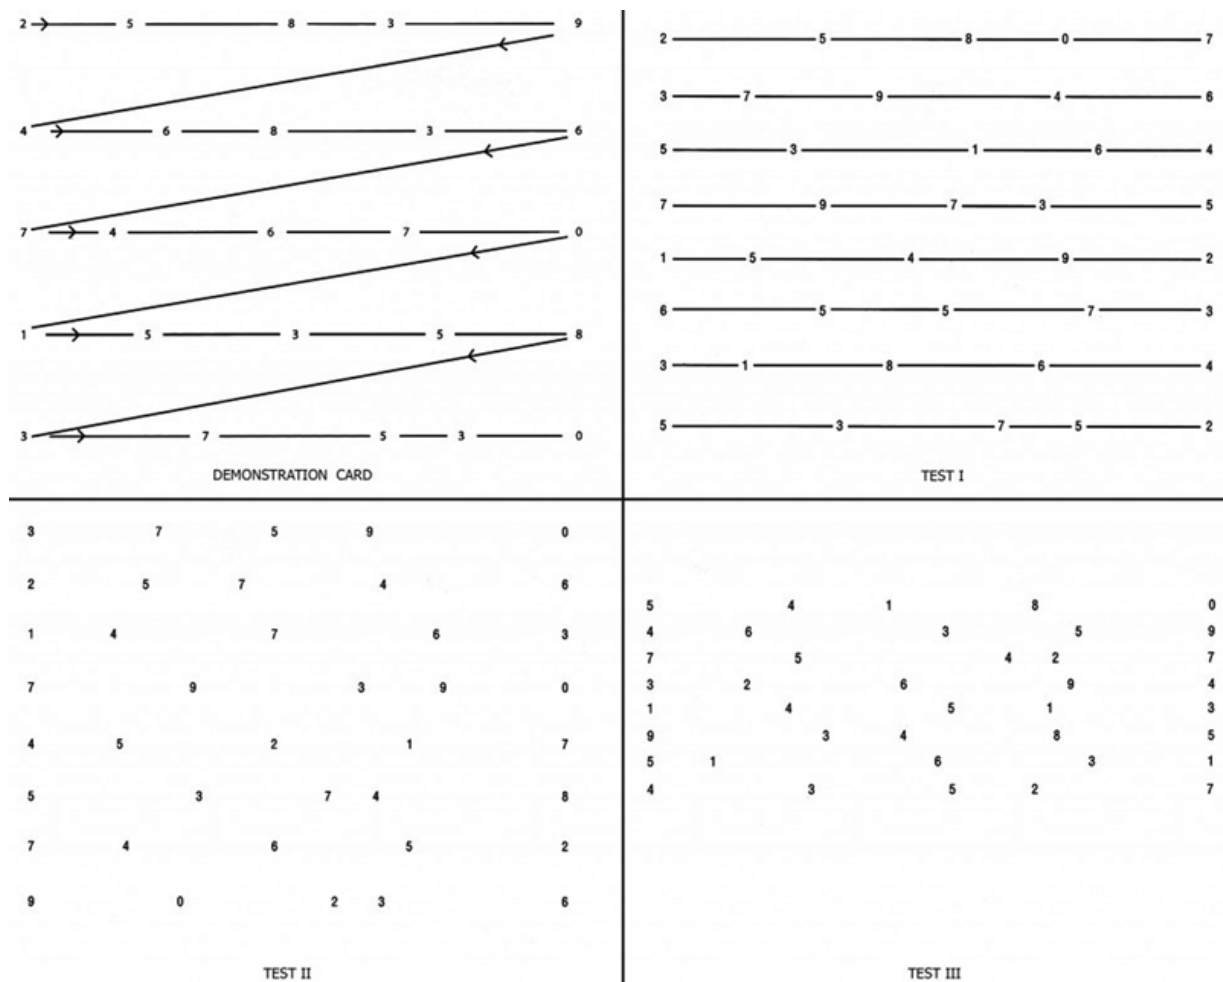 2 5 8 3 9
4 6 8 3 6
7 4 6 7 0
1 5 3 5 8
3 7 5 3 0
DEMONSTRATION CARD
2 5 8 0 7
3 7 9 4 6
5 3 1 6 4
7 9 7 3 5
1 5 4 9 2
6 5 5 7 3
3 1 8 6 4
5 3 7 5 2
TEST I
3 7 5 9 0
2 5 7 4 6
1 4 7 6 3
7 9 3 9 0
4 5 2 1 7
5 3 7 4 8
7 4 6 5 2
9 0 2 3 6
TEST II
5 4 1 8 0
4 6 3 5 9
7 5 4 2 7
3 2 6 9 4
1 4 5 1 3
9 3 4 8 5
5 1 6 3 1
4 3 5 2 7
TEST III